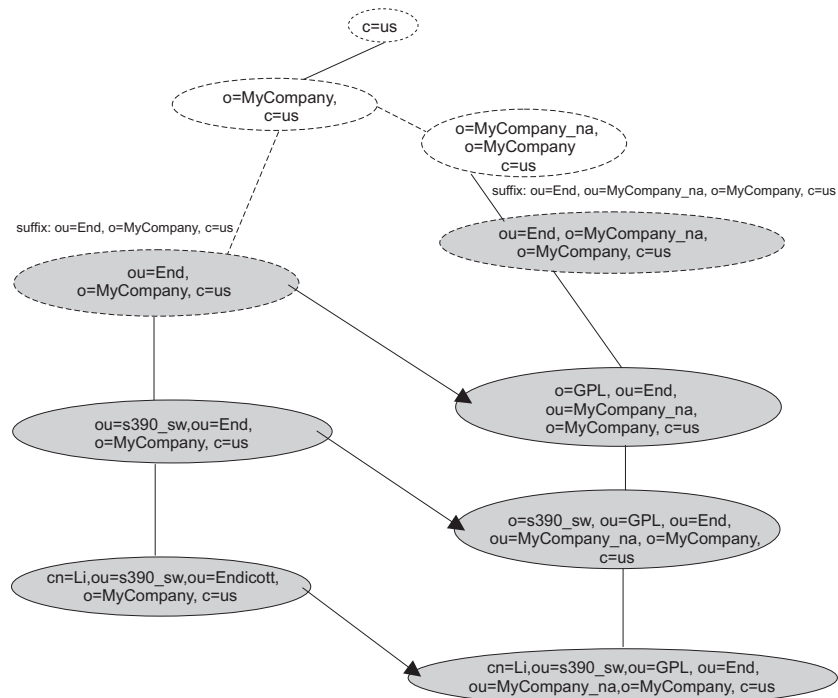 c=us
o=MyCompany,
c=us
o=MyCompany_na,
o=MyCompany
c=us
suffix: ou=End, ou=MyCompany_na, o=MyCompany, c=us
suffix: ou=End, o=MyCompany, c=us
ou=End, o=MyCompany_na,
o=MyCompany, c=us
ou=End,
o=MyCompany, c=us
o=GPL, ou=End,
ou=MyCompany_na,
o=MyCompany, c=us
ou=s390_sw,ou=End,
o=MyCompany, c=us
o=s390_sw, ou=GPL, ou=End,
ou=MyCompany_na, o=MyCompany,
c=us
cn=Li,ou=s390_sw,ou=Endicott,
o=MyCompany, c=us
cn=Li,ou=s390_sw,ou=GPL, ou=End,
ou=MyCompany_na,o=MyCompany, c=us